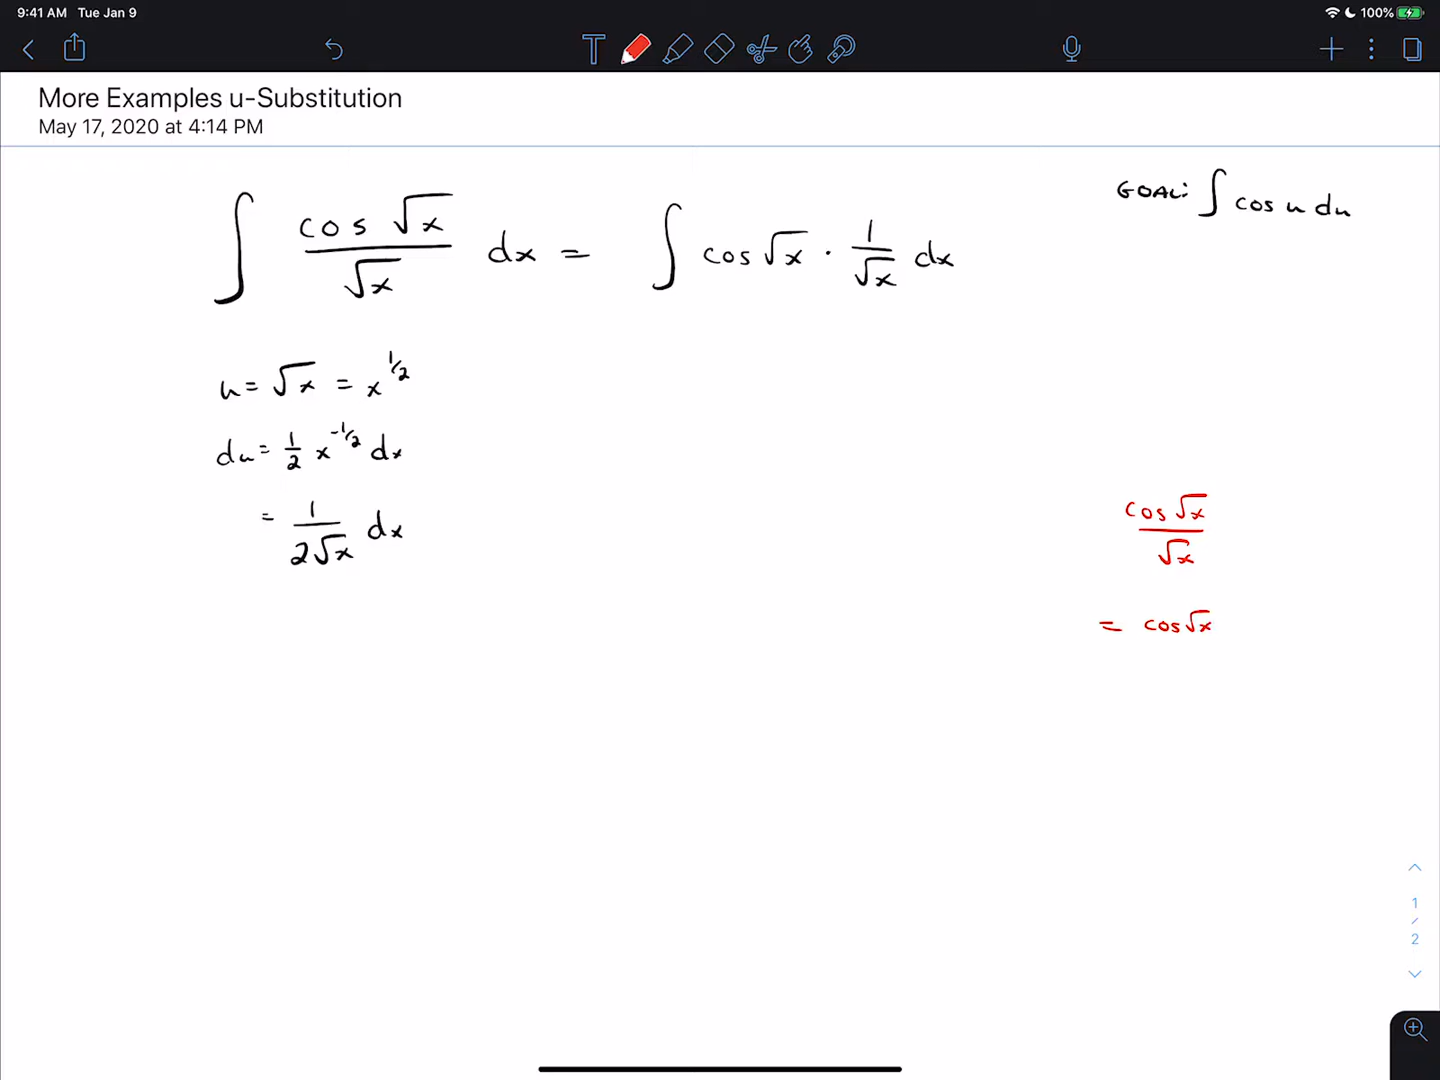 9:41 AM Tue Jan 9 100%
More Examples u-Substitution
May 17, 2020 at 4:14 PM
GOAL: ∫ cos u du
∫ cos √x / √x dx = ∫ cos √x · 1/√x dx
u = √x = x^1/2
du = 1/2 x^-1/2 dx
= 1/2√x dx
cos √x / √x
= cos √x
1
/
2